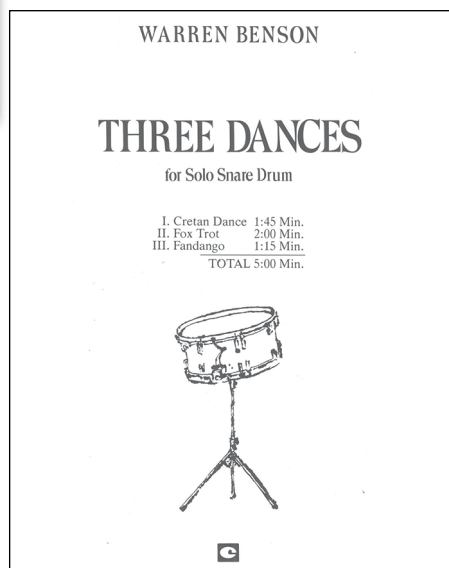 WARREN BENSON
THREE DANCES
for Solo Snare Drum
I. Cretan Dance 1:45 Min.
II. Fox Trot 2:00 Min.
III. Fandango 1:15 Min.
TOTAL 5:00 Min.